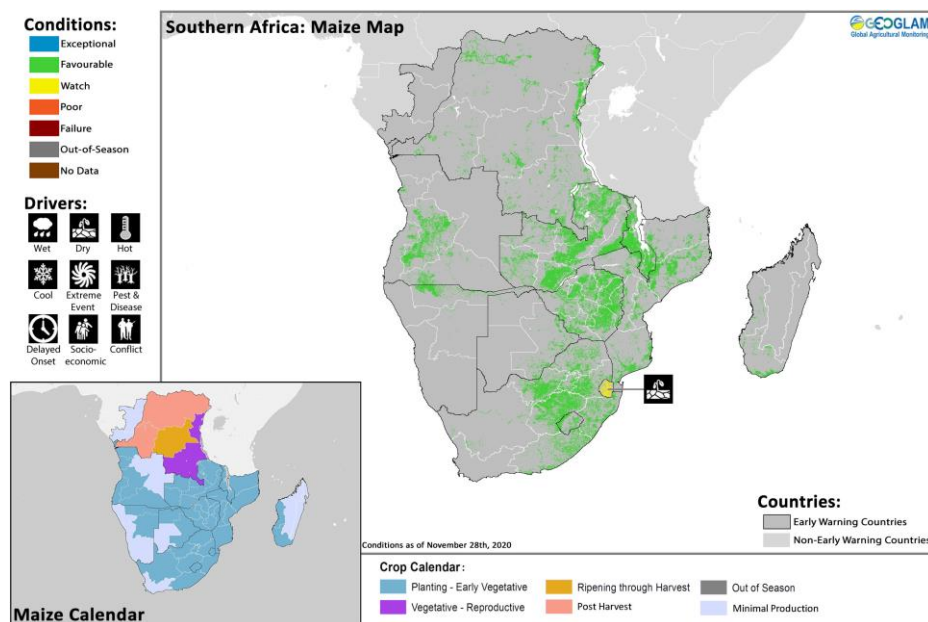 Conditions:
Exceptional
Favourable
Watch
Poor
Failure
Out-of-Season
No Data
Drivers:
Wet
Dry
Hot
Cool
Extreme
Event
Pest &
Disease
Delayed
Onset
Socio-
economic
Conflict
Southern Africa: Maize Map
GEOGLAM
Global Agricultural Monitoring
Countries:
Early Warning Countries
Non-Early Warning Countries
Conditions as of November 28th, 2020
Maize Calendar
Crop Calendar:
Planting - Early Vegetative
Ripening through Harvest
Out of Season
Vegetative - Reproductive
Post Harvest
Minimal Production